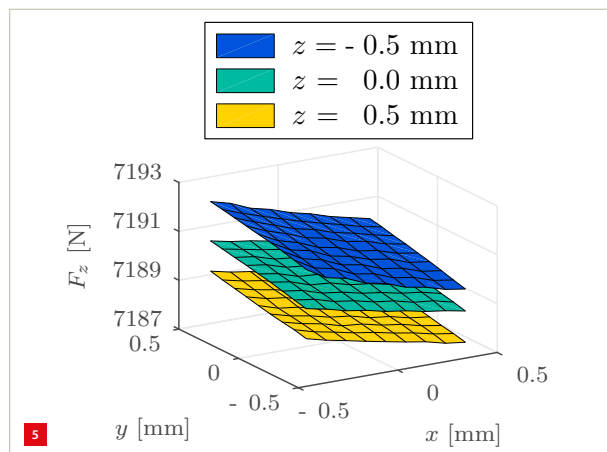 z = - 0.5 mm
z = 0.0 mm
z = 0.5 mm
7193
7191
7189
7187
F_z [N]
0.5
0
- 0.5
y [mm]
- 0.5
0
0.5
x [mm]
5